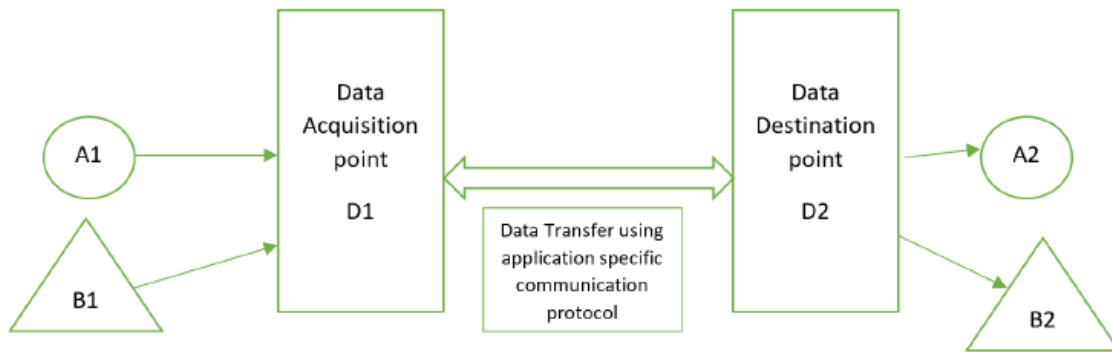 A1
B1
Data
Acquisition
point
D1
Data Transfer using
application specific
communication
protocol
Data
Destination
point
D2
A2
B2